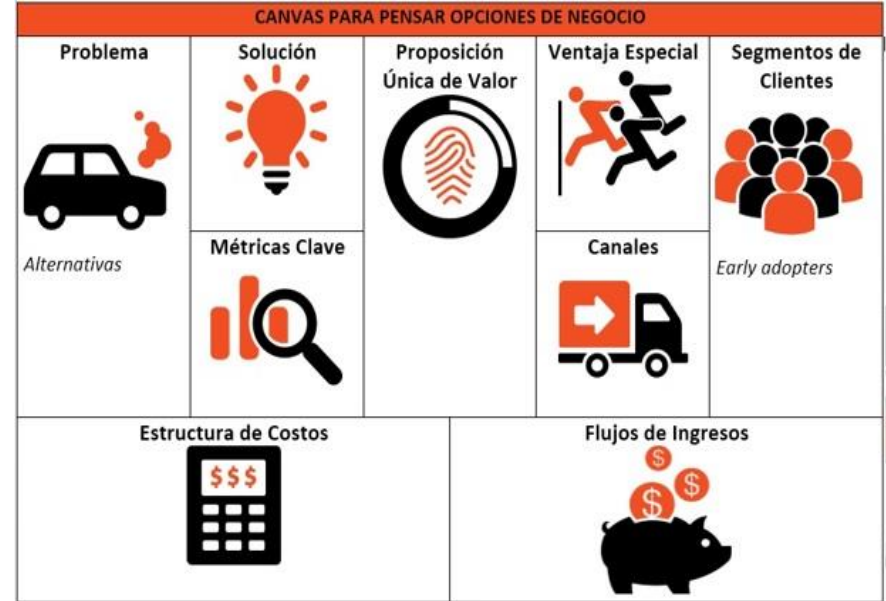 CANVAS PARA PENSAR OPCIONES DE NEGOCIO
Problema
Alternativas
Solución
Métricas Clave
Proposición
Única de Valor
Ventaja Especial
Canales
Segmentos de
Clientes
Early adopters
Estructura de Costos
$$$
Flujos de Ingresos
$
$
$